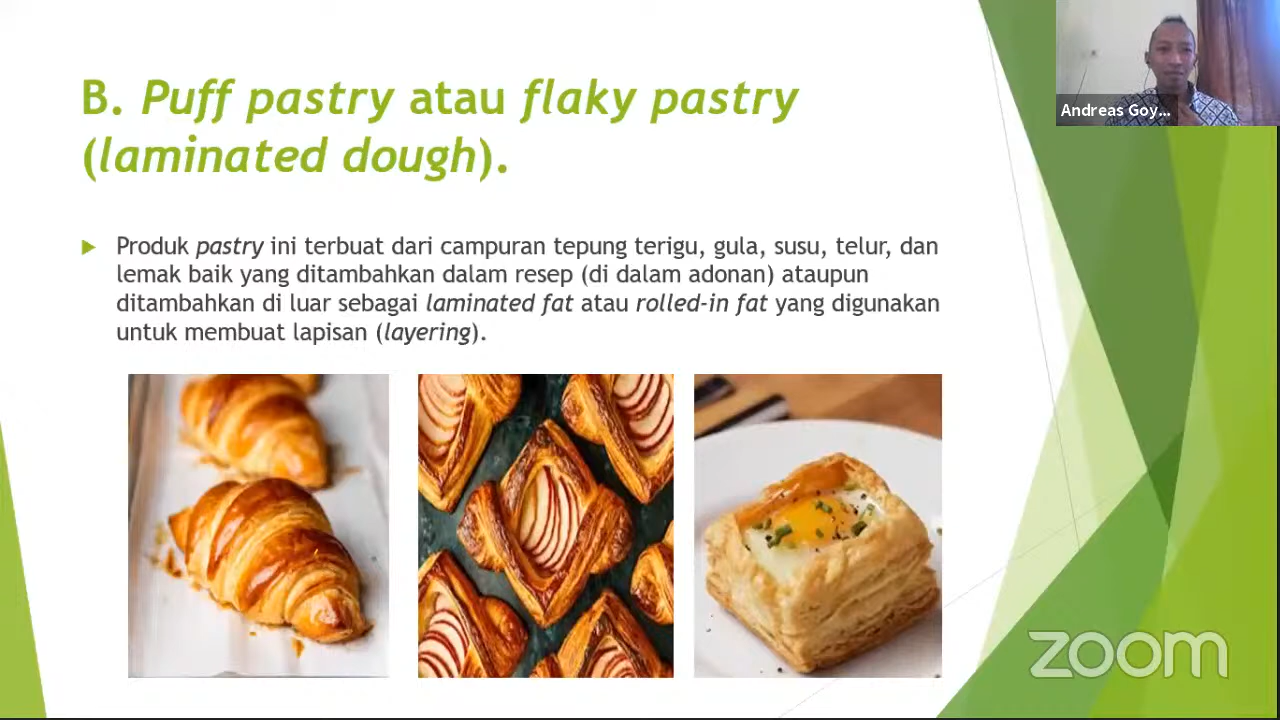 B. Puff pastry atau flaky pastry
(laminated dough).
Produk pastry ini terbuat dari campuran tepung terigu, gula, susu, telur, dan
lemak baik yang ditambahkan dalam resep (di dalam adonan) ataupun
ditambahkan di luar sebagai laminated fat atau rolled-in fat yang digunakan
untuk membuat lapisan (layering).
Andreas Goy...
zoom